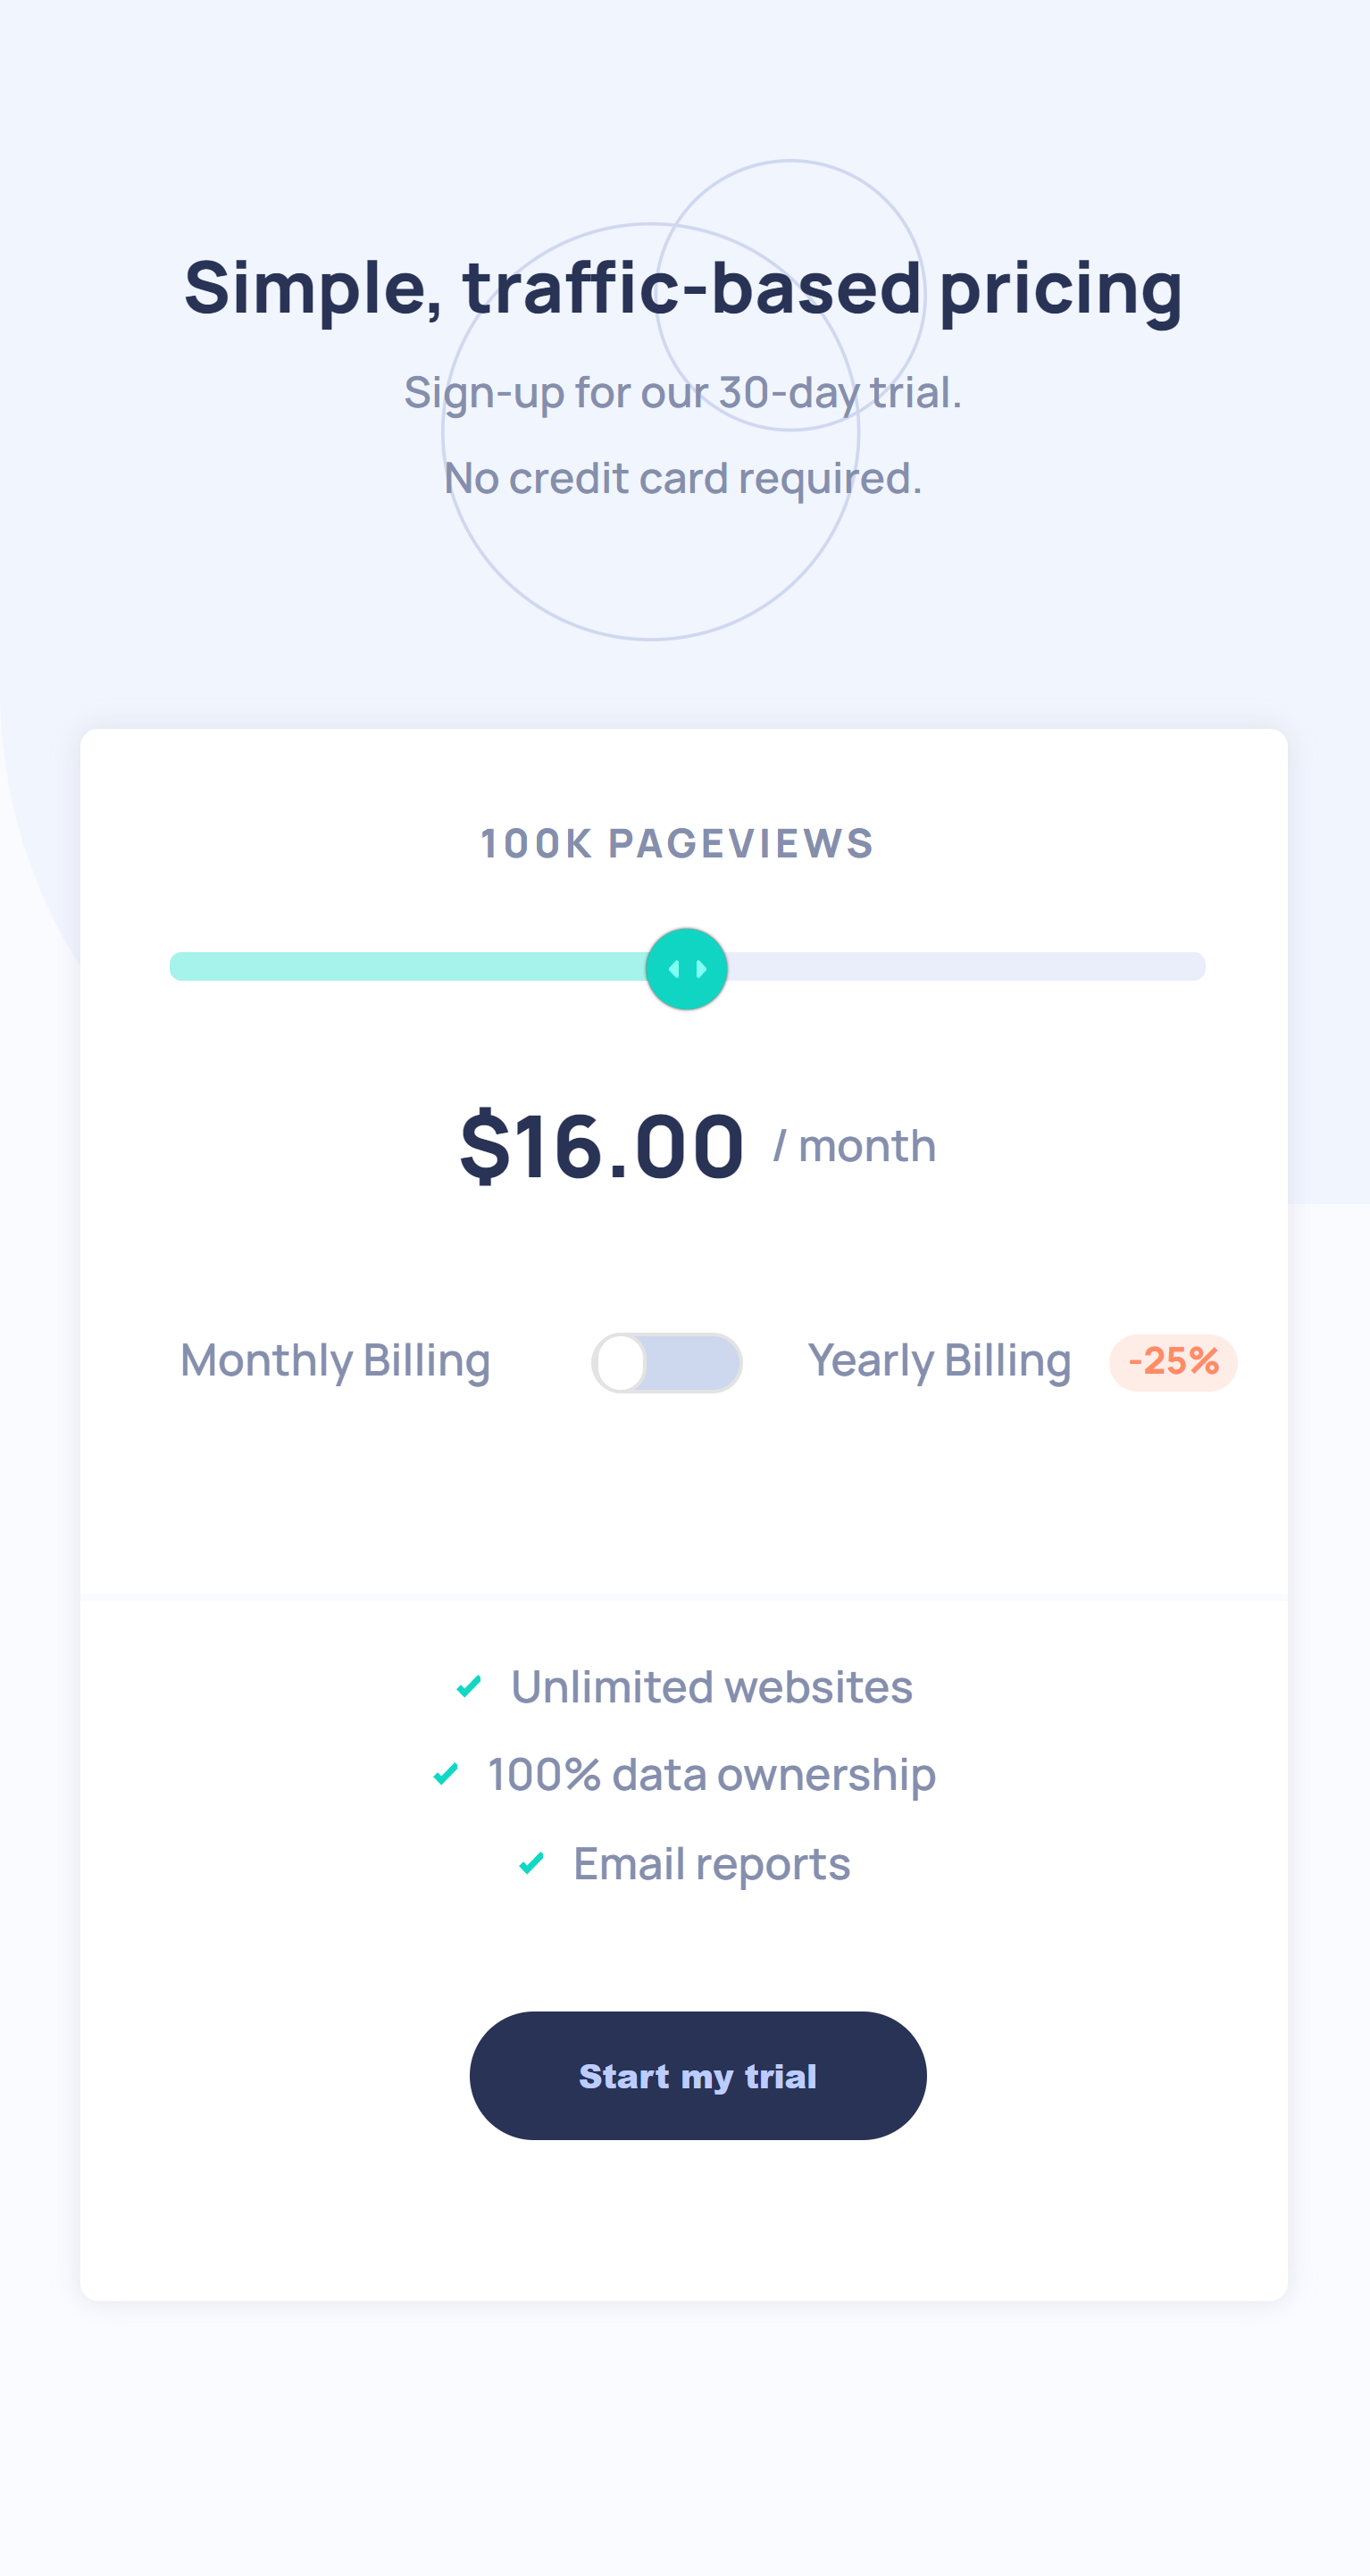 Simple, traffic-based pricing
Sign-up for our 30-day trial.
No credit card required.
100K PAGEVIEWS
$16.00 / month
Monthly Billing Yearly Billing -25%
Unlimited websites
100% data ownership
Email reports
Start my trial